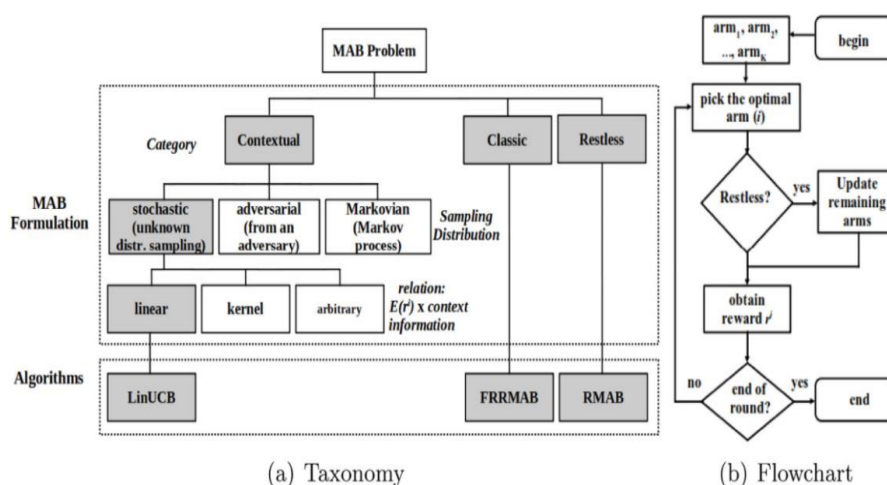 MAB Problem
Category
Contextual
Classic
Restless
MAB
Formulation
stochastic
(unknown
distr. sampling)
adversarial
(from an
adversary)
Markovian
(Markov
process)
Sampling
Distribution
linear
kernel
arbitrary
relation:
E(rⁱ) x context
information
Algorithms
LinUCB
FRRMAB
RMAB
(a) Taxonomy
arm₁, arm₂,
..., armK
begin
pick the optimal
arm (i)
Restless?
yes
Update
remaining
arms
obtain
reward rⁱ
no
end of
round?
yes
end
(b) Flowchart